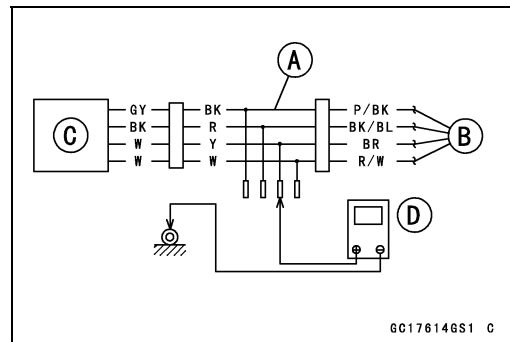 A
GY BK P/BK
BK R BK/BL
C W Y BR B
W W R/W
D
⊕ ⊖
GC17614GS1 C